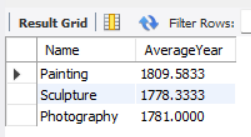 Result Grid Filter Rows:
Name AverageYear
Painting 1809.5833
Sculpture 1778.3333
Photography 1781.0000